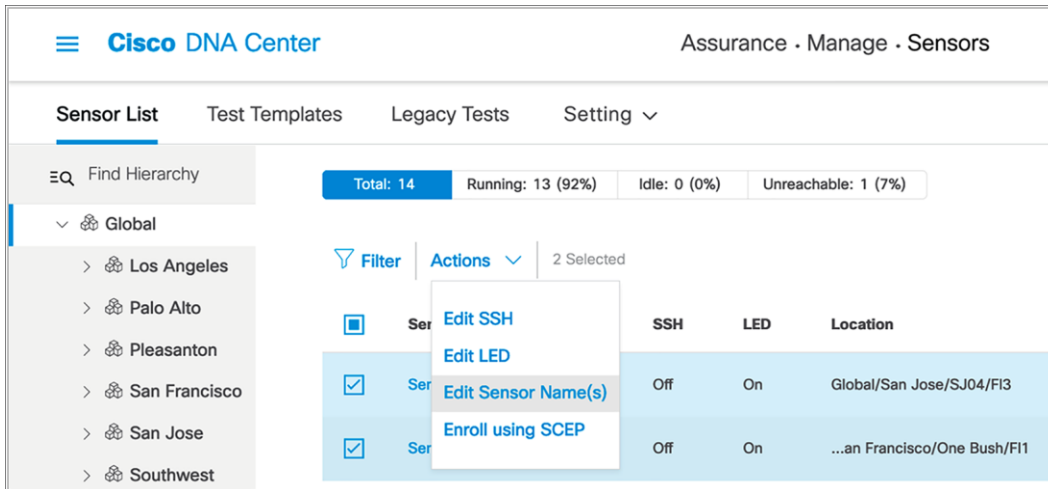 Cisco DNA Center
Assurance · Manage · Sensors
Sensor List Test Templates Legacy Tests Setting
Find Hierarchy
Global
Los Angeles
Palo Alto
Pleasanton
San Francisco
San Jose
Southwest
Total: 14 Running: 13 (92%) Idle: 0 (0%) Unreachable: 1 (7%)
Filter Actions 2 Selected
Edit SSH
Edit LED
Edit Sensor Name(s)
Enroll using SCEP
Ser SSH LED Location
Ser Off On Global/San Jose/SJ04/Fl3
Ser Off On ...an Francisco/One Bush/Fl1